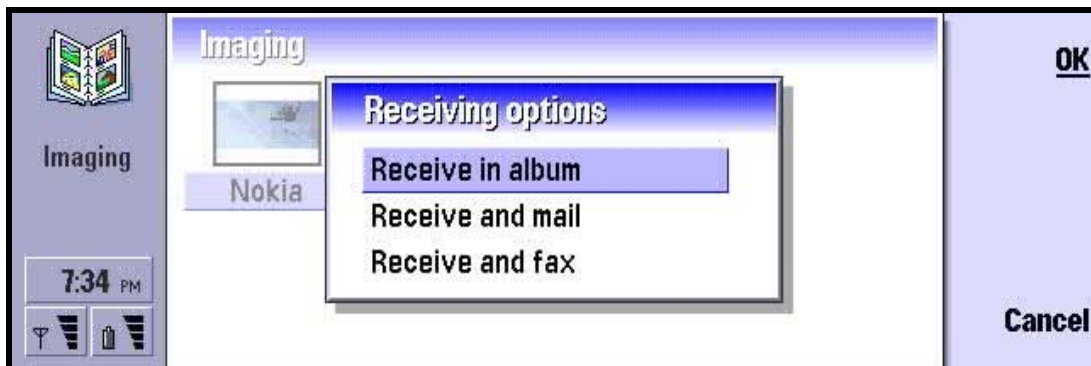 Imaging
7:34 PM
Imaging
Nokia
Receiving options
Receive in album
Receive and mail
Receive and fax
OK
Cancel